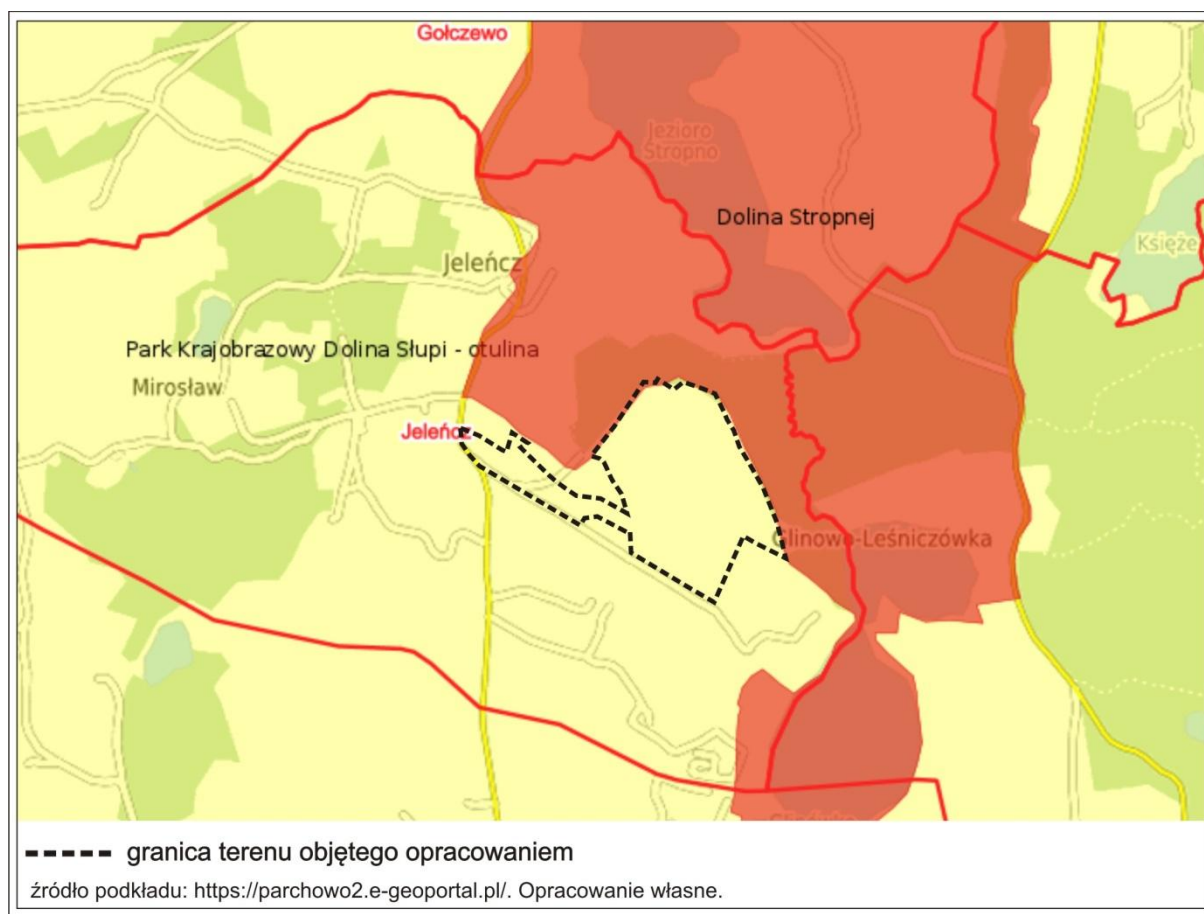 Gołczewo
Jezioro
Stropno
Dolina Stropnej
Księże
Jeleńcz
Park Krajobrazowy Dolina Słupi - otulina
Mirosław
Jeleńcz
Glinowo-Leśniczówka
granica terenu objętego opracowaniem
źródło podkładu: https://parchowo2.e-geoportal.pl/. Opracowanie własne.